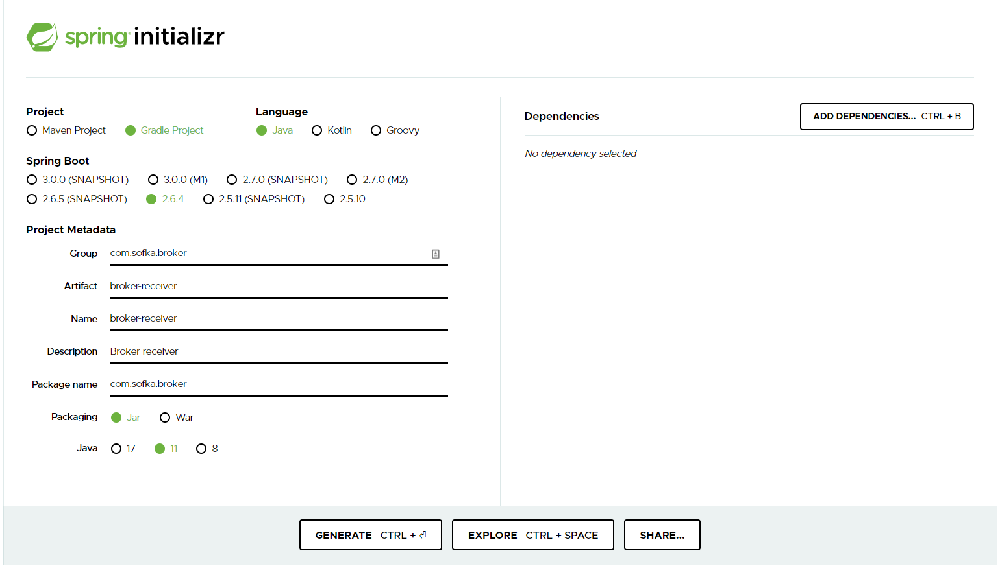 spring initializr
Project
Maven Project Gradle Project
Language
Java Kotlin Groovy
Spring Boot
3.0.0 (SNAPSHOT) 3.0.0 (M1) 2.7.0 (SNAPSHOT) 2.7.0 (M2)
2.6.5 (SNAPSHOT) 2.6.4 2.5.11 (SNAPSHOT) 2.5.10
Project Metadata
Group com.sofka.broker
Artifact broker-receiver
Name broker-receiver
Description Broker receiver
Package name com.sofka.broker
Packaging Jar War
Java 17 11 8
Dependencies
ADD DEPENDENCIES... CTRL + B
No dependency selected
GENERATE CTRL + ⏎
EXPLORE CTRL + SPACE
SHARE...